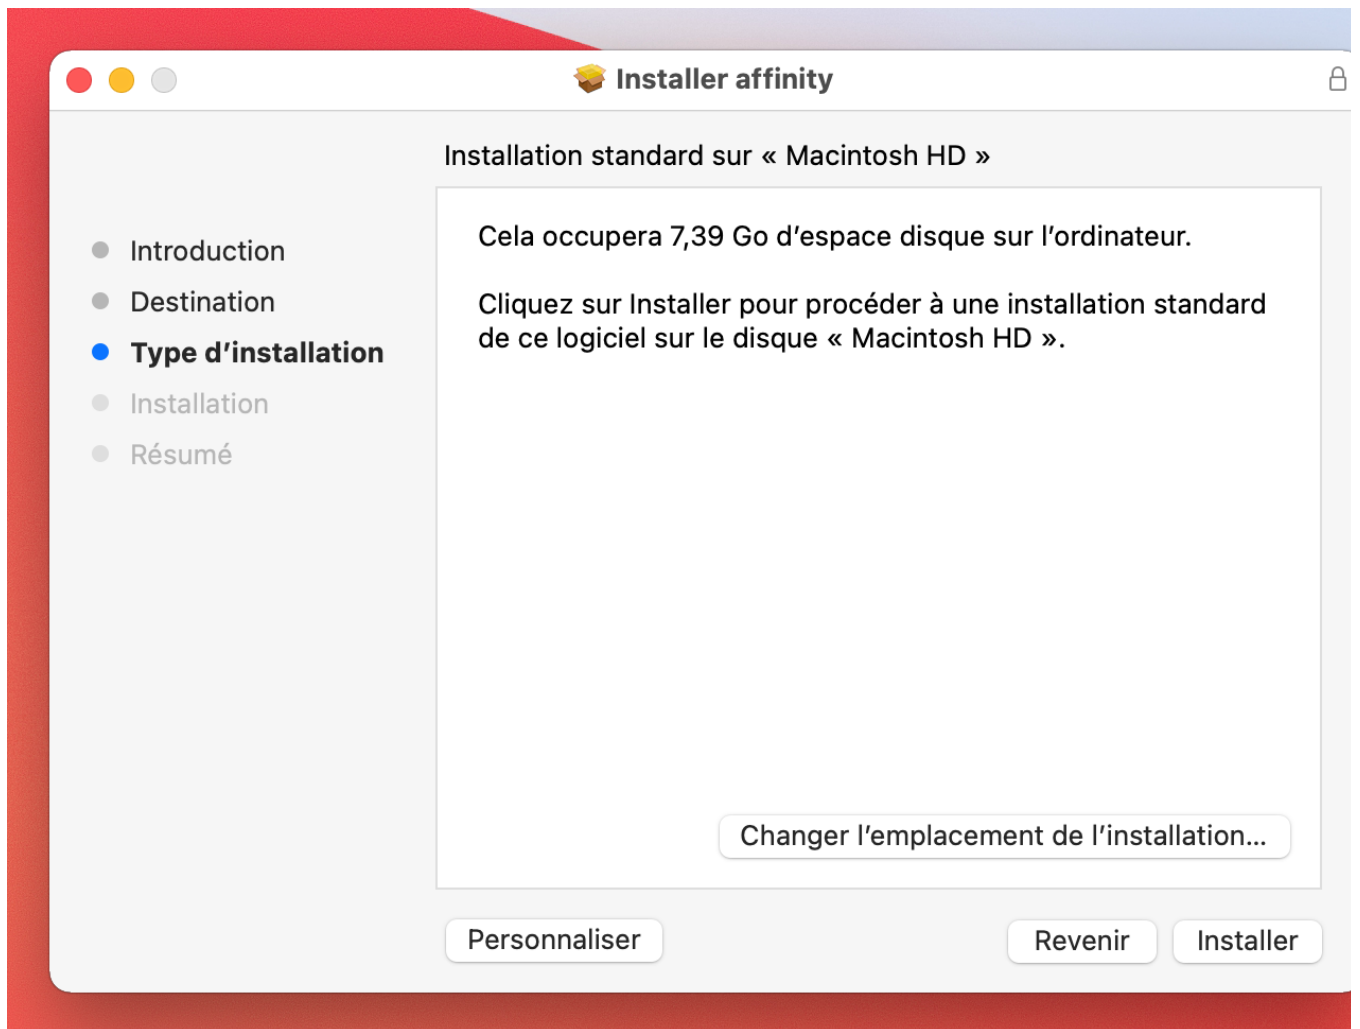 Installer affinity
Installation standard sur « Macintosh HD »
Introduction
Destination
Type d’installation
Installation
Résumé
Cela occupera 7,39 Go d’espace disque sur l’ordinateur.
Cliquez sur Installer pour procéder à une installation standard
de ce logiciel sur le disque « Macintosh HD ».
Changer l’emplacement de l’installation...
Personnaliser
Revenir
Installer